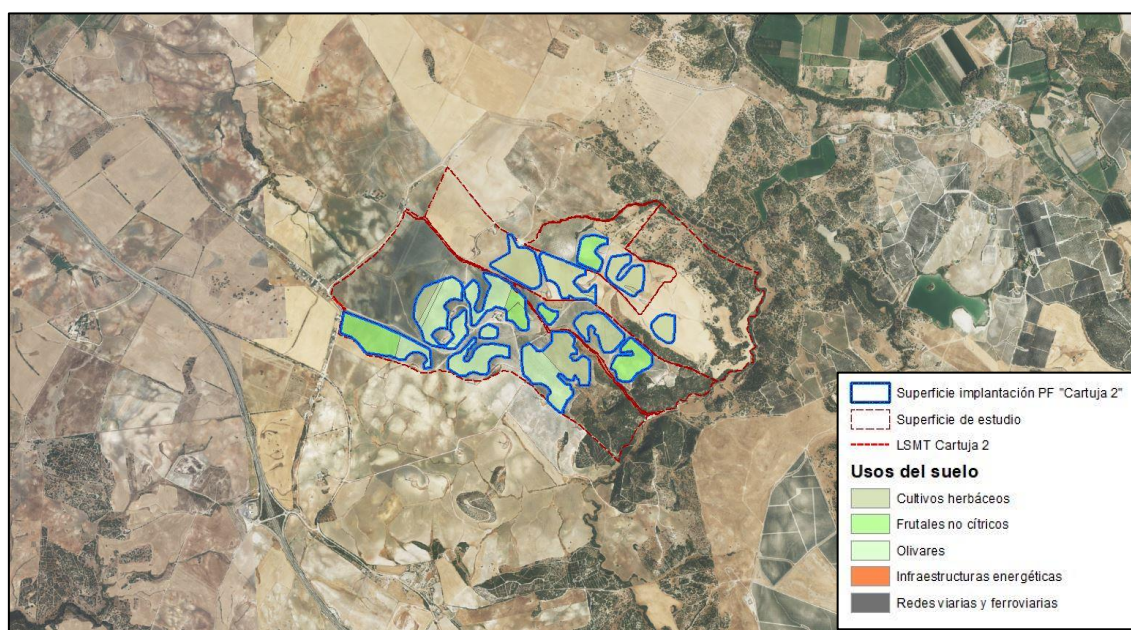 Superficie implantación PF "Cartuja 2"
Superficie de estudio
LSMT Cartuja 2
Usos del suelo
Cultivos herbáceos
Frutales no cítricos
Olivares
Infraestructuras energéticas
Redes viarias y ferroviarias